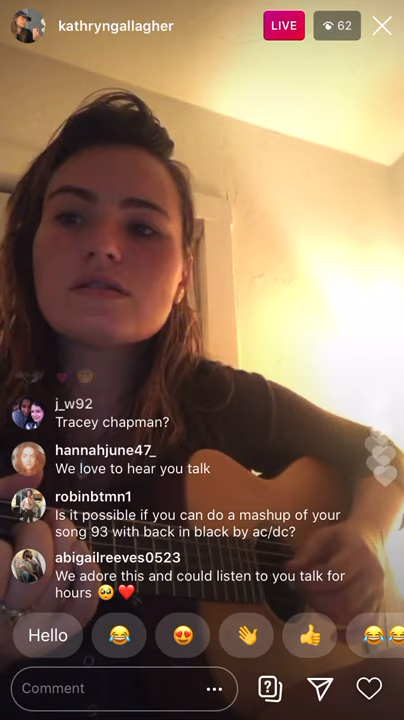 kathryngallagher
LIVE
62
j_w92
Tracey chapman?
hannahjune47_
We love to hear you talk
robinbtmn1
Is it possible if you can do a mashup of your
song 93 with back in black by ac/dc?
abigailreeves0523
We adore this and could listen to you talk for
hours 🥺❤️
Hello
Comment